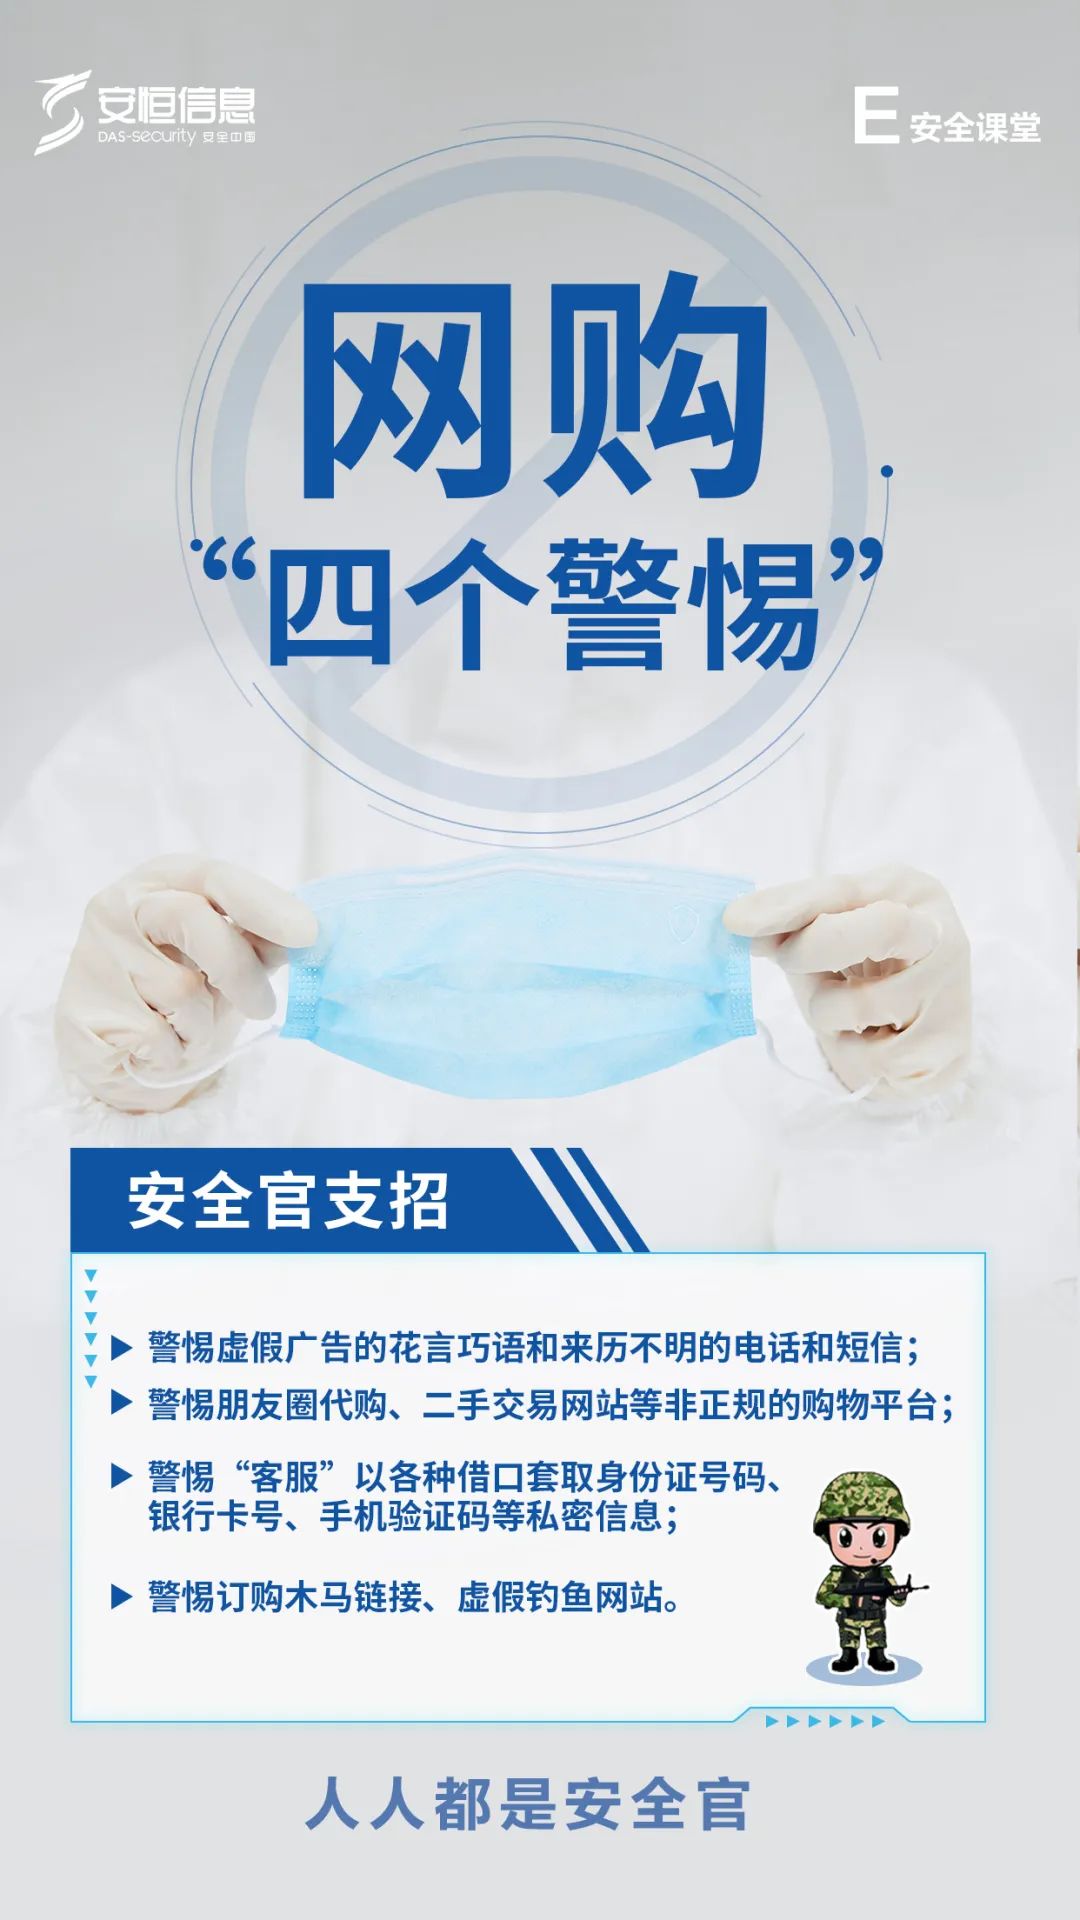 安恒信息
DAS-security 安全中国
E 安全课堂
网购
“四个警惕”
安全官支招
警惕虚假广告的花言巧语和来历不明的电话和短信；
警惕朋友圈代购、二手交易网站等非正规的购物平台；
警惕“客服”以各种借口套取身份证号码、
银行卡号、手机验证码等私密信息；
警惕订购木马链接、虚假钓鱼网站。
人人都是安全官